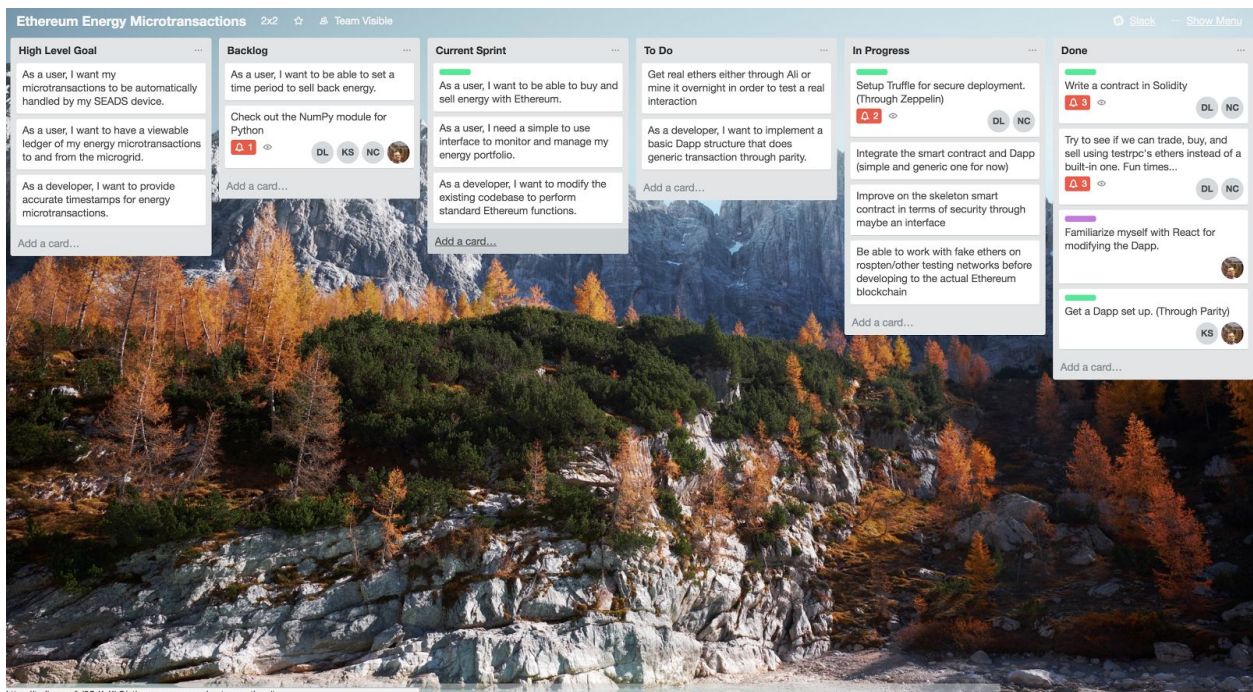 Ethereum Energy Microtransactions 2x2 Team Visible Slack Show Menu
High Level Goal
As a user, I want my
microtransactions to be automatically
handled by my SEADS device.
As a user, I want to have a viewable
ledger of my energy microtransactions
to and from the microgrid.
As a developer, I want to provide
accurate timestamps for energy
microtransactions.
Add a card...
Backlog
As a user, I want to be able to set a
time period to sell back energy.
Check out the NumPy module for
Python
1
DL KS NC
Add a card...
Current Sprint
As a user, I want to be able to buy and
sell energy with Ethereum.
As a user, I need a simple to use
interface to monitor and manage my
energy portfolio.
As a developer, I want to modify the
existing codebase to perform
standard Ethereum functions.
Add a card...
To Do
Get real ethers either through Ali or
mine it overnight in order to test a real
interaction
As a developer, I want to implement a
basic Dapp structure that does
generic transaction through parity.
Add a card...
In Progress
Setup Truffle for secure deployment.
(Through Zeppelin)
2
DL NC
Integrate the smart contract and Dapp
(simple and generic one for now)
Improve on the skeleton smart
contract in terms of security through
maybe an interface
Be able to work with fake ethers on
rospten/other testing networks before
developing to the actual Ethereum
blockchain
Add a card...
Done
Write a contract in Solidity
3
DL NC
Try to see if we can trade, buy, and
sell using testrpc's ethers instead of a
built-in one. Fun times...
3
DL NC
Familiarize myself with React for
modifying the Dapp.
Get a Dapp set up. (Through Parity)
KS
Add a card...